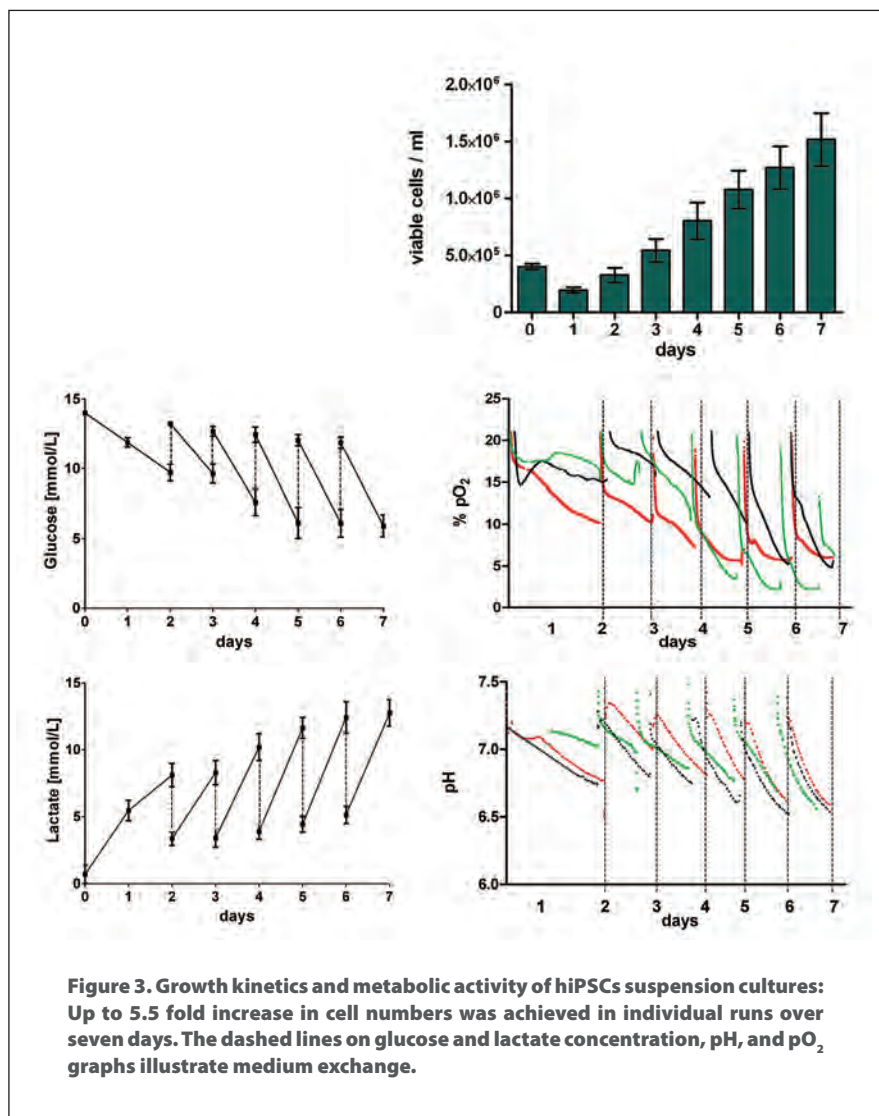 2.0×10⁶
1.5×10⁶
1.0×10⁶
5.0×10⁵
0
viable cells / ml
0 1 2 3 4 5 6 7
days
15
10
5
0
Glucose [mmol/L]
0 1 2 3 4 5 6 7
days
25
20
15
10
5
0
% pO₂
1 2 3 4 5 6 7
days
15
10
5
0
Lactate [mmol/L]
0 1 2 3 4 5 6 7
days
7.5
7.0
6.5
6.0
pH
1 2 3 4 5 6 7
days
Figure 3. Growth kinetics and metabolic activity of hiPSCs suspension cultures:
Up to 5.5 fold increase in cell numbers was achieved in individual runs over
seven days. The dashed lines on glucose and lactate concentration, pH, and pO₂
graphs illustrate medium exchange.